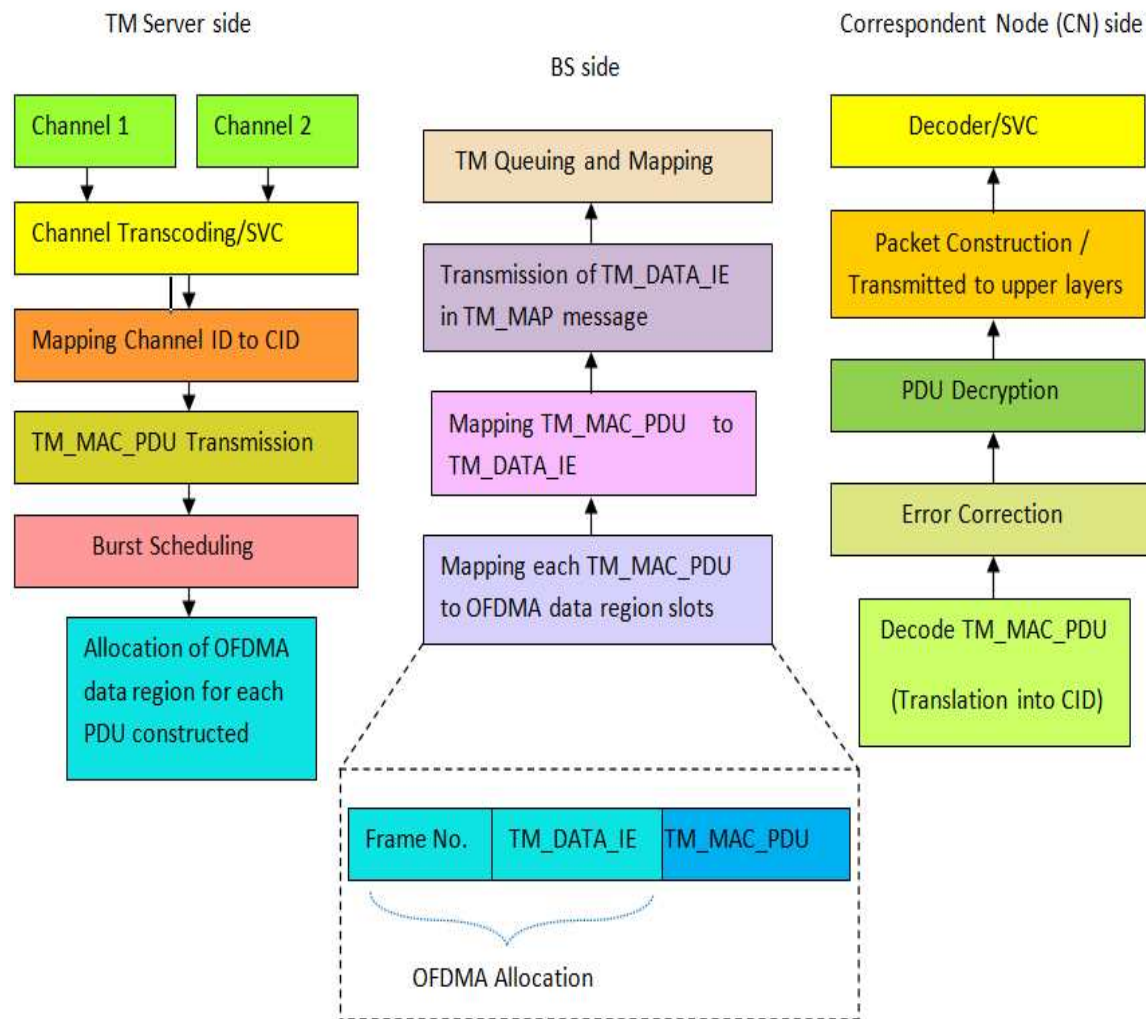 TM Server side
Channel 1
Channel 2
Channel Transcoding/SVC
Mapping Channel ID to CID
TM_MAC_PDU Transmission
Burst Scheduling
Allocation of OFDMA
data region for each
PDU constructed
BS side
TM Queuing and Mapping
Transmission of TM_DATA_IE
in TM_MAP message
Mapping TM_MAC_PDU to
TM_DATA_IE
Mapping each TM_MAC_PDU
to OFDMA data region slots
Frame No.
TM_DATA_IE
TM_MAC_PDU
OFDMA Allocation
Correspondent Node (CN) side
Decoder/SVC
Packet Construction /
Transmitted to upper layers
PDU Decryption
Error Correction
Decode TM_MAC_PDU
(Translation into CID)